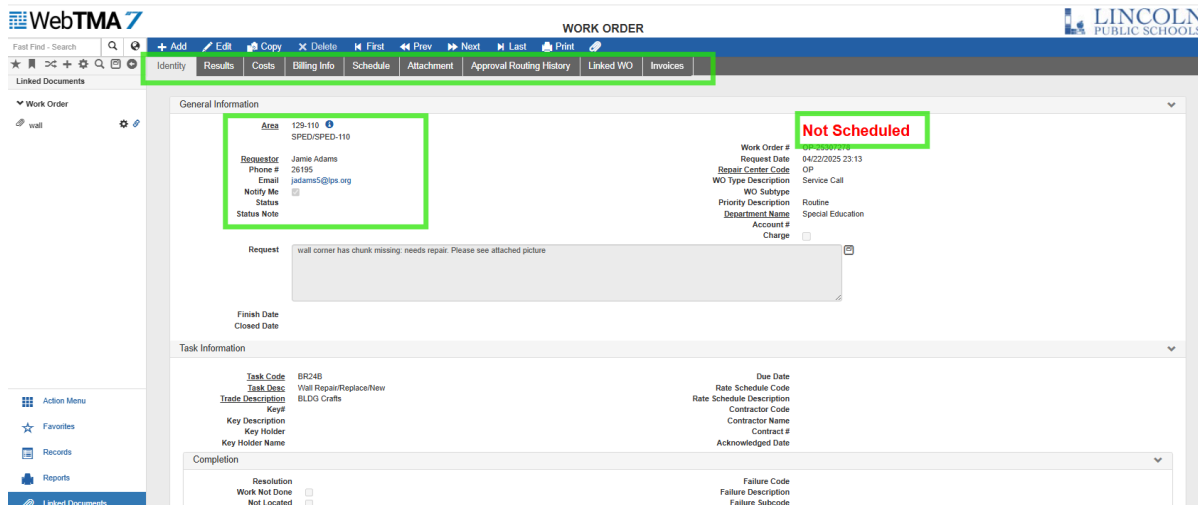 WebTMA 7
WORK ORDER
LINCOLN
PUBLIC SCHOOLS
Fast Find - Search
Add Edit Copy Delete First Prev Next Last Print
Identity Results Costs Billing Info Schedule Attachment Approval Routing History Linked WO Invoices
Linked Documents
Work Order
wall
General Information
Area 129-110
SPED/SPED-110
Not Scheduled
Work Order # OP-25307278
Requestor Jamie Adams
Request Date 04/22/2025 23:13
Phone # 26195
Repair Center Code OP
Email jadams5@lps.org
WO Type Description Service Call
Notify Me
WO Subtype
Status
Priority Description Routine
Status Note
Department Name Special Education
Account #
Charge
Request wall corner has chunk missing: needs repair. Please see attached picture
Finish Date
Closed Date
Task Information
Task Code BR24B
Due Date
Task Desc Wall Repair/Replace/New
Rate Schedule Code
Trade Description BLDG Crafts
Rate Schedule Description
Key#
Contractor Code
Key Description
Contractor Name
Key Holder
Contract #
Key Holder Name
Acknowledged Date
Completion
Resolution
Failure Code
Work Not Done
Failure Description
Not Located
Failure Subcode
Action Menu
Favorites
Records
Reports
Linked Documents